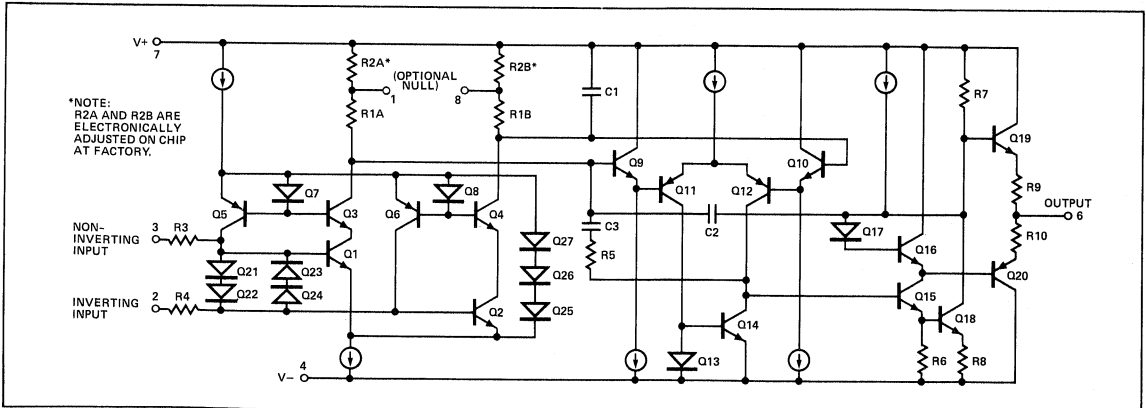 V+
7
R2A*
(OPTIONAL
NULL)
R2B*
1
8
R1A
R1B
C1
*NOTE:
R2A AND R2B ARE
ELECTRONICALLY
ADJUSTED ON CHIP
AT FACTORY.
R7
Q19
Q9
Q10
Q7
Q8
Q11
Q12
Q5
Q3
Q6
Q4
R9
OUTPUT
6
NON-
INVERTING
INPUT
3
R3
C3
C2
Q17
Q16
R10
Q27
Q1
R5
Q21
Q23
Q26
Q20
Q22
Q24
Q15
INVERTING
INPUT
2
R4
Q2
Q25
Q14
Q18
Q13
R6
R8
V-
4